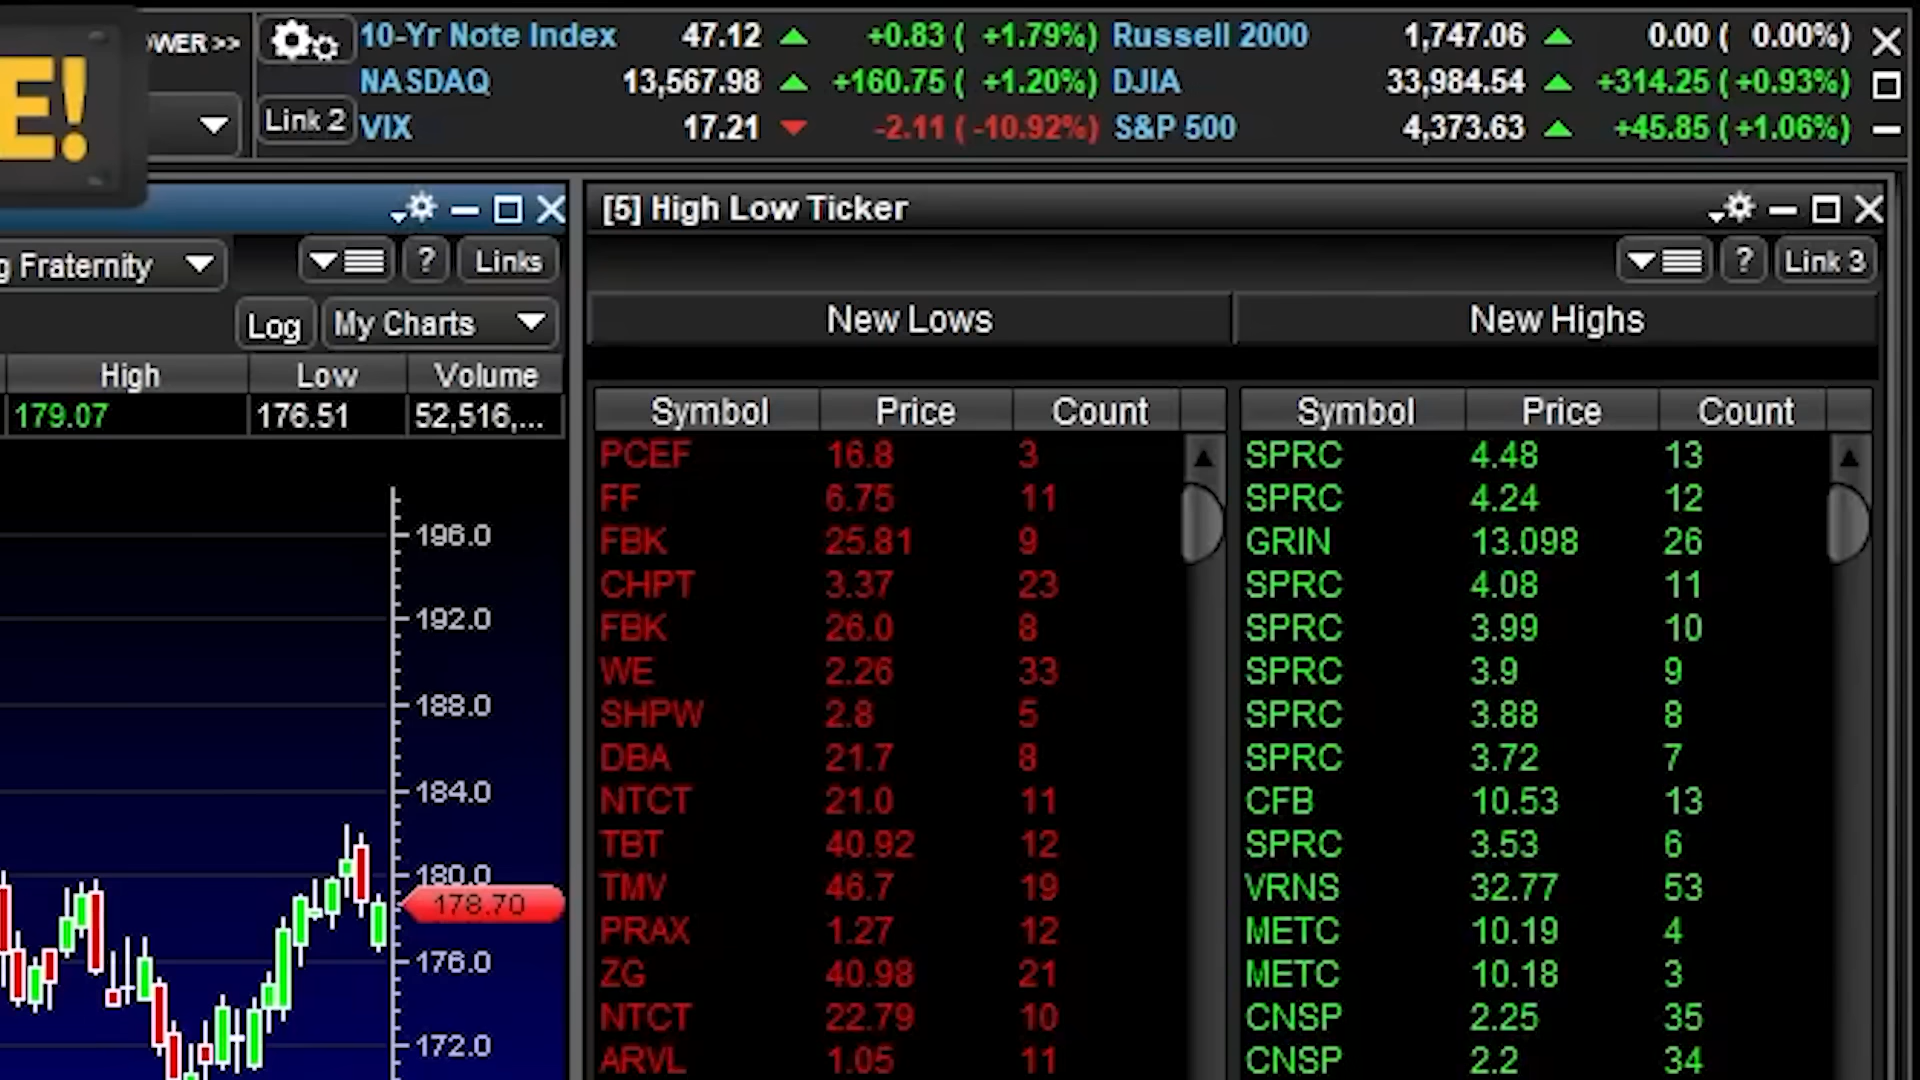 E!
OWER >>
10-Yr Note Index 47.12 +0.83 ( +1.79%) Russell 2000 1,747.06 0.00 ( 0.00%)
NASDAQ 13,567.98 +160.75 ( +1.20%) DJIA 33,984.54 +314.25 ( +0.93%)
Link 2 VIX 17.21 -2.11 ( -10.92%) S&P 500 4,373.63 +45.85 ( +1.06%)
[5] High Low Ticker
g Fraternity ? Links ? Link 3
Log My Charts
New Lows New Highs
High Low Volume
179.07 176.51 52,516,...
Symbol Price Count Symbol Price Count
PCEF 16.8 3 SPRC 4.48 13
FF 6.75 11 SPRC 4.24 12
FBK 25.81 9 GRIN 13.098 26
CHPT 3.37 23 SPRC 4.08 11
FBK 26.0 8 SPRC 3.99 10
WE 2.26 33 SPRC 3.9 9
SHPW 2.8 5 SPRC 3.88 8
DBA 21.7 8 SPRC 3.72 7
NTCT 21.0 11 CFB 10.53 13
TBT 40.92 12 SPRC 3.53 6
TMV 46.7 19 VRNS 32.77 53
PRAX 1.27 12 METC 10.19 4
ZG 40.98 21 METC 10.18 3
NTCT 22.79 10 CNSP 2.25 35
ARVL 1.05 11 CNSP 2.2 34
196.0
192.0
188.0
184.0
180.0
178.70
176.0
172.0